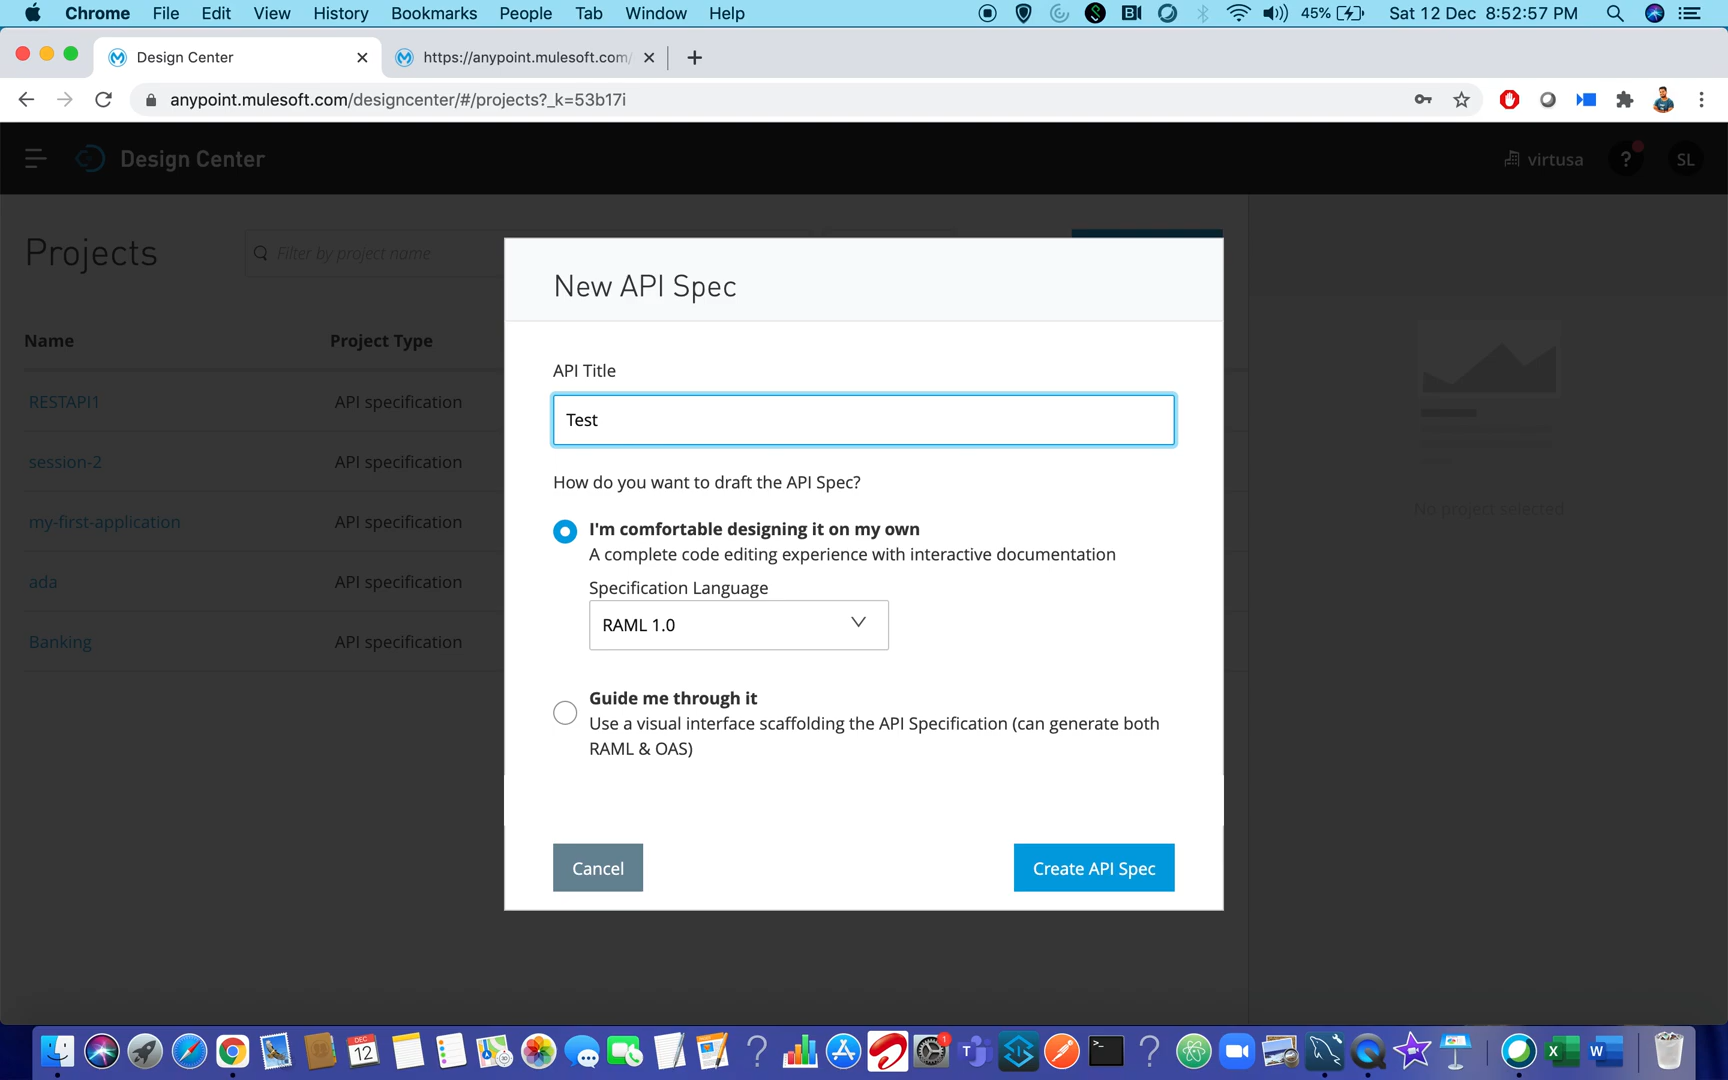 Chrome File Edit View History Bookmarks People Tab Window Help 45% Sat 12 Dec 8:52:57 PM
Design Center https://anypoint.mulesoft.com/
anypoint.mulesoft.com/designcenter/#/projects?_k=53b17i
Design Center virtusa ? SL
Projects Filter by project name
New API Spec
Name Project Type
API Title
RESTAPI1 API specification
Test
session-2 API specification
How do you want to draft the API Spec?
my-first-application API specification
No project selected
I'm comfortable designing it on my own
A complete code editing experience with interactive documentation
ada API specification
Specification Language
RAML 1.0
Banking API specification
Guide me through it
Use a visual interface scaffolding the API Specification (can generate both
RAML & OAS)
Cancel Create API Spec
DEC
12
1